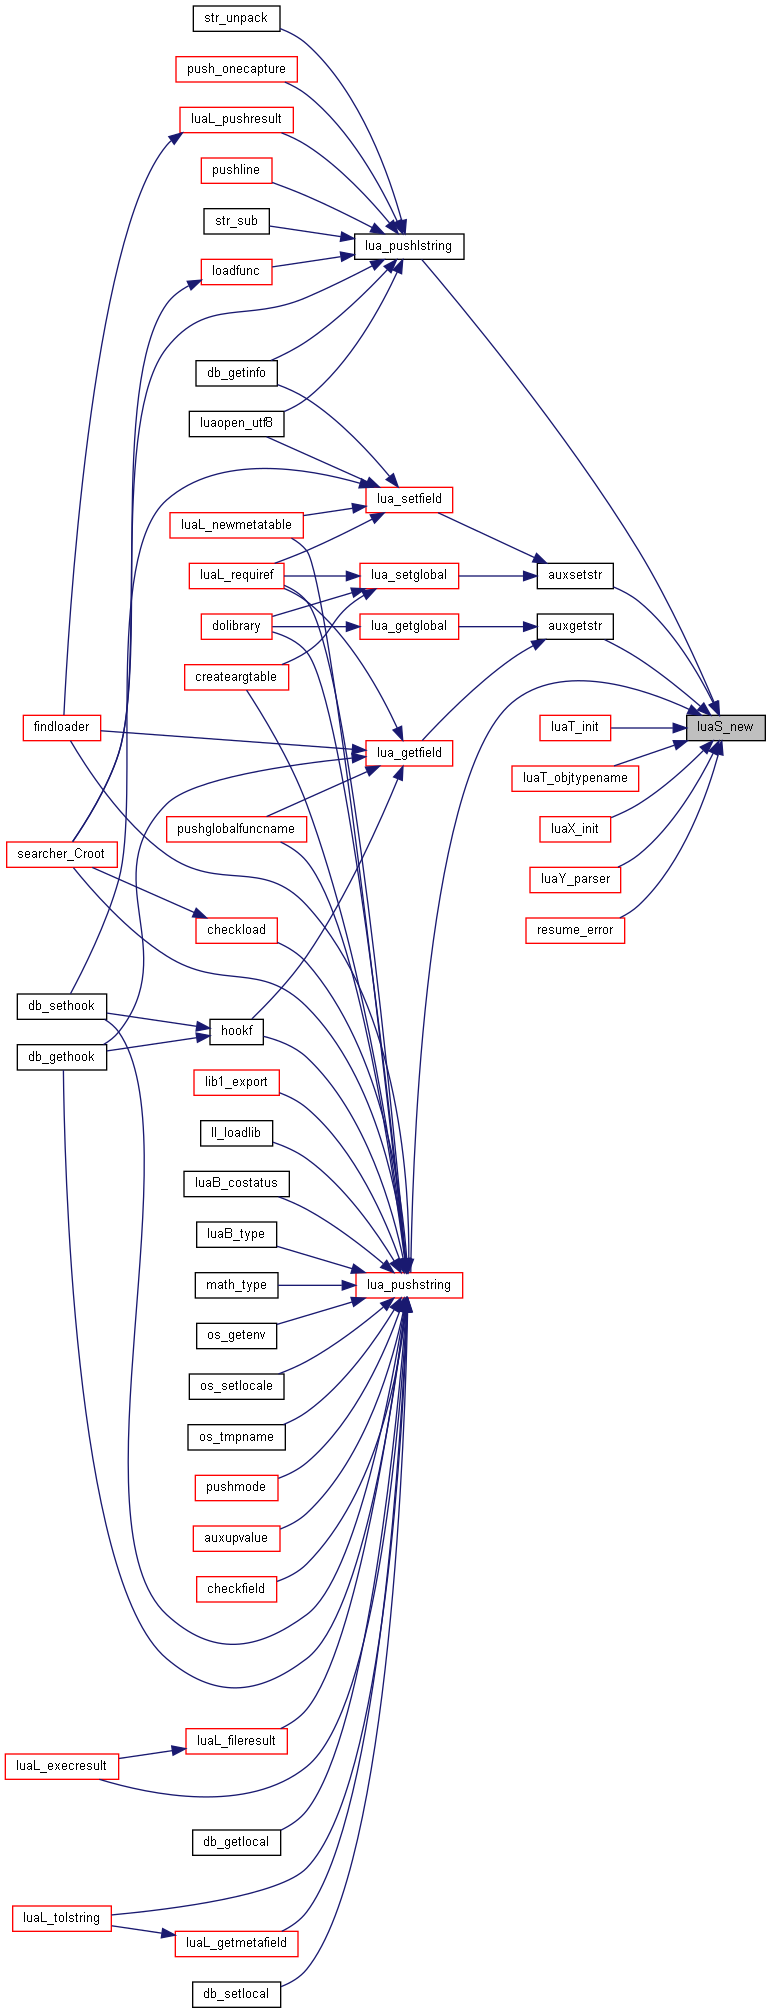 str_unpack
push_onecapture
luaL_pushresult
pushline
str_sub
lua_pushlstring
loadfunc
db_getinfo
luaopen_utf8
lua_setfield
luaL_newmetatable
luaL_requiref
lua_setglobal
auxsetstr
dolibrary
lua_getglobal
auxgetstr
createargtable
findloader
luaT_init
luaS_new
lua_getfield
luaT_objtypename
pushglobalfuncname
luaX_init
searcher_Croot
luaY_parser
checkload
resume_error
db_sethook
hookf
db_gethook
lib1_export
ll_loadlib
luaB_costatus
luaB_type
math_type
lua_pushstring
os_getenv
os_setlocale
os_tmpname
pushmode
auxupvalue
checkfield
luaL_fileresult
luaL_execresult
db_getlocal
luaL_tolstring
luaL_getmetafield
db_setlocal